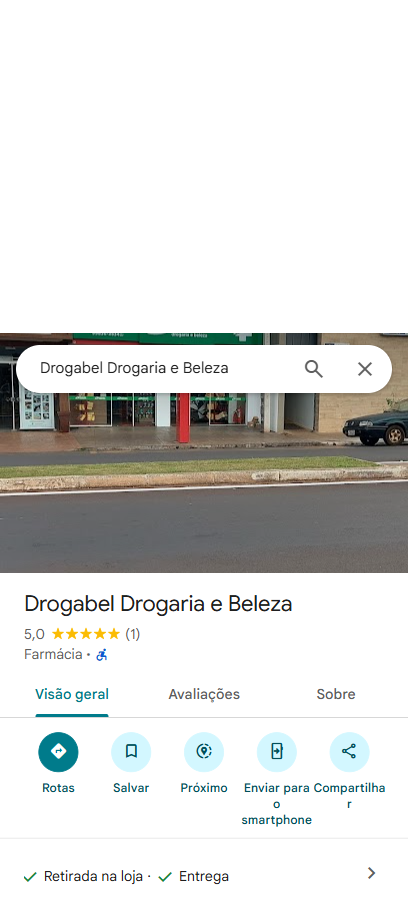 Drogabel Drogaria e Beleza
Drogabel Drogaria e Beleza
5,0 (1)
Farmácia ·
Visão geral Avaliações Sobre
Rotas Salvar Próximo Enviar para o smartphone Compartilhar
Retirada na loja · Entrega